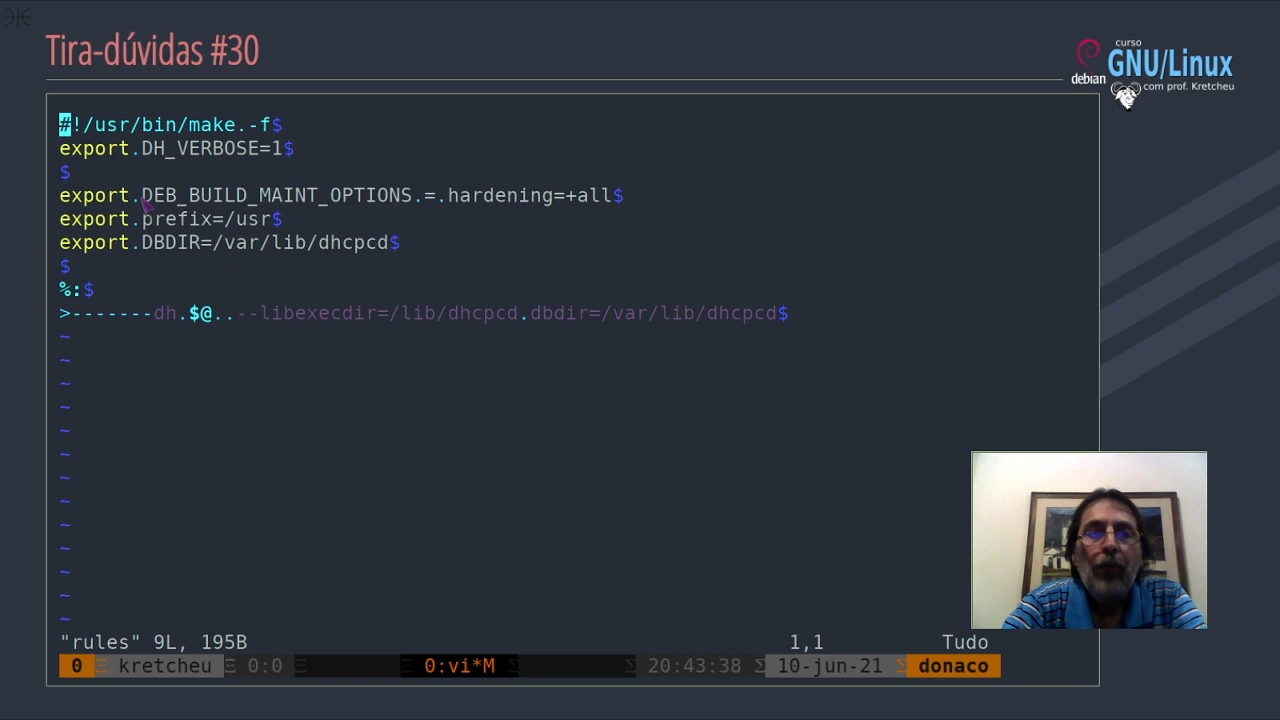 Tira-dúvidas #30
curso
GNU/Linux
debian
com prof. Kretcheu
#!/usr/bin/make.-f$
export.DH_VERBOSE=1$
$
export.DEB_BUILD_MAINT_OPTIONS.=.hardening=+all$
export.prefix=/usr$
export.DBDIR=/var/lib/dhcpcd$
$
%:$
>-------dh.$@..--libexecdir=/lib/dhcpcd.dbdir=/var/lib/dhcpcd$
~
~
~
~
~
~
~
~
~
~
~
~
~
"rules" 9L, 195B 1,1 Tudo
0 Ξ kretcheu Ξ 0:0 Ξ 0:vi*M Σ Σ 20:43:38 Σ 10-jun-21 Σ donaco